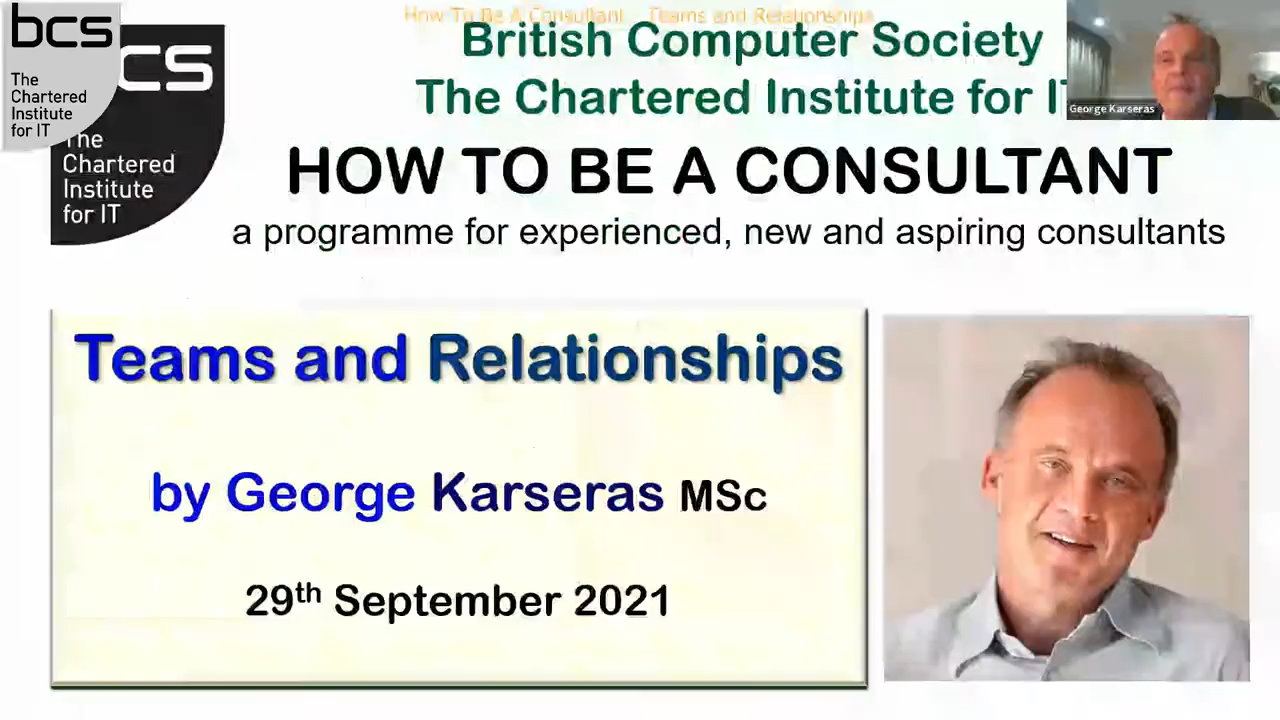 How To Be A Consultant - Teams and Relationships
bcs
The
Chartered
Institute
for IT
cs
The
Chartered
Institute
for IT
British Computer Society
The Chartered Institute for IT
George Karseras
HOW TO BE A CONSULTANT
a programme for experienced, new and aspiring consultants
Teams and Relationships
by George Karseras MSc
29th September 2021